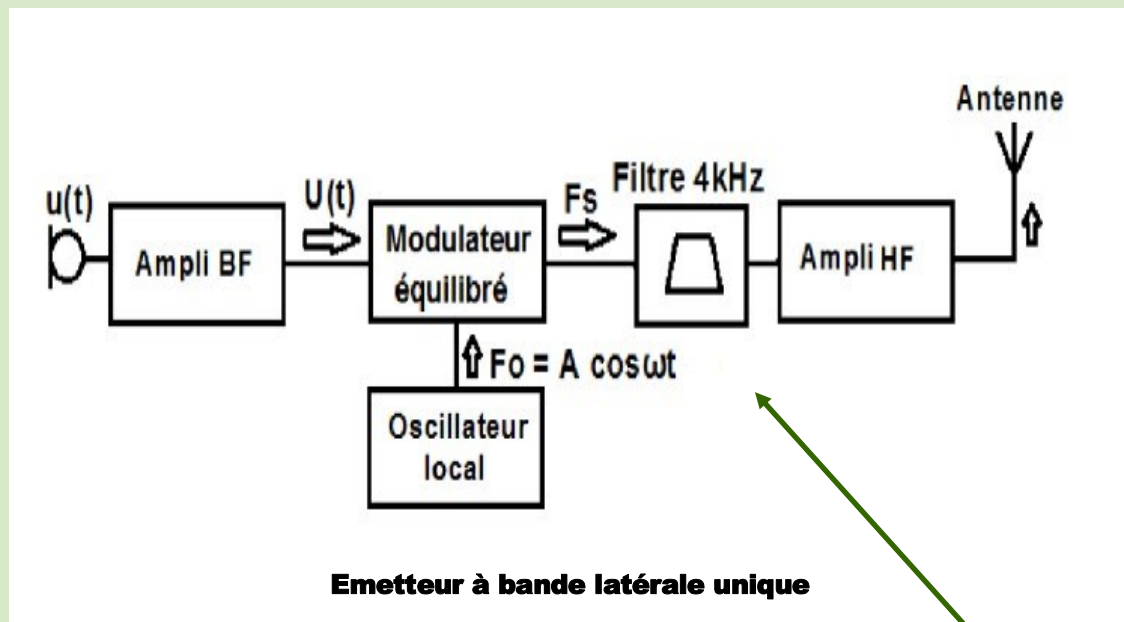 Antenne
Filtre 4kHz
u(t)
U(t)
Fs
Ampli BF
Modulateur
équilibré
Ampli HF
Fo = A cosωt
Oscillateur
local
Emetteur à bande latérale unique